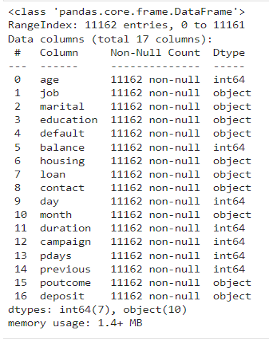 <class 'pandas.core.frame.DataFrame'>
RangeIndex: 11162 entries, 0 to 11161
Data columns (total 17 columns):
 #   Column     Non-Null Count  Dtype
---  ------     --------------  -----
 0   age        11162 non-null  int64
 1   job        11162 non-null  object
 2   marital    11162 non-null  object
 3   education  11162 non-null  object
 4   default    11162 non-null  object
 5   balance    11162 non-null  int64
 6   housing    11162 non-null  object
 7   loan       11162 non-null  object
 8   contact    11162 non-null  object
 9   day        11162 non-null  int64
 10  month      11162 non-null  object
 11  duration   11162 non-null  int64
 12  campaign   11162 non-null  int64
 13  pdays      11162 non-null  int64
 14  previous   11162 non-null  int64
 15  poutcome   11162 non-null  object
 16  deposit    11162 non-null  object
dtypes: int64(7), object(10)
memory usage: 1.4+ MB